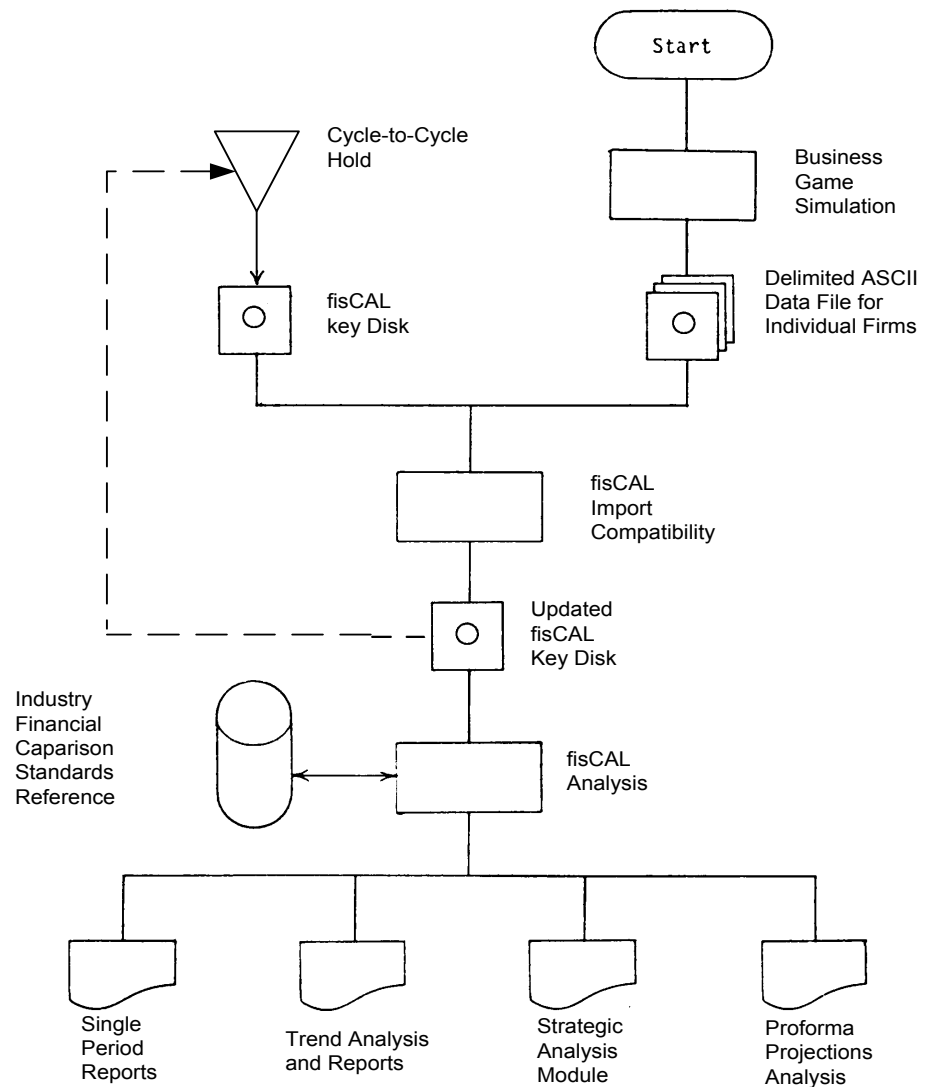 Start
Cycle-to-Cycle
Hold
Business
Game
Simulation
fisCAL
key Disk
Delimited ASCII
Data File for
Individual Firms
fisCAL
Import
Compatibility
Updated
fisCAL
Key Disk
Industry
Financial
Caparison
Standards
Reference
fisCAL
Analysis
Single
Period
Reports
Trend Analysis
and Reports
Strategic
Analysis
Module
Proforma
Projections
Analysis